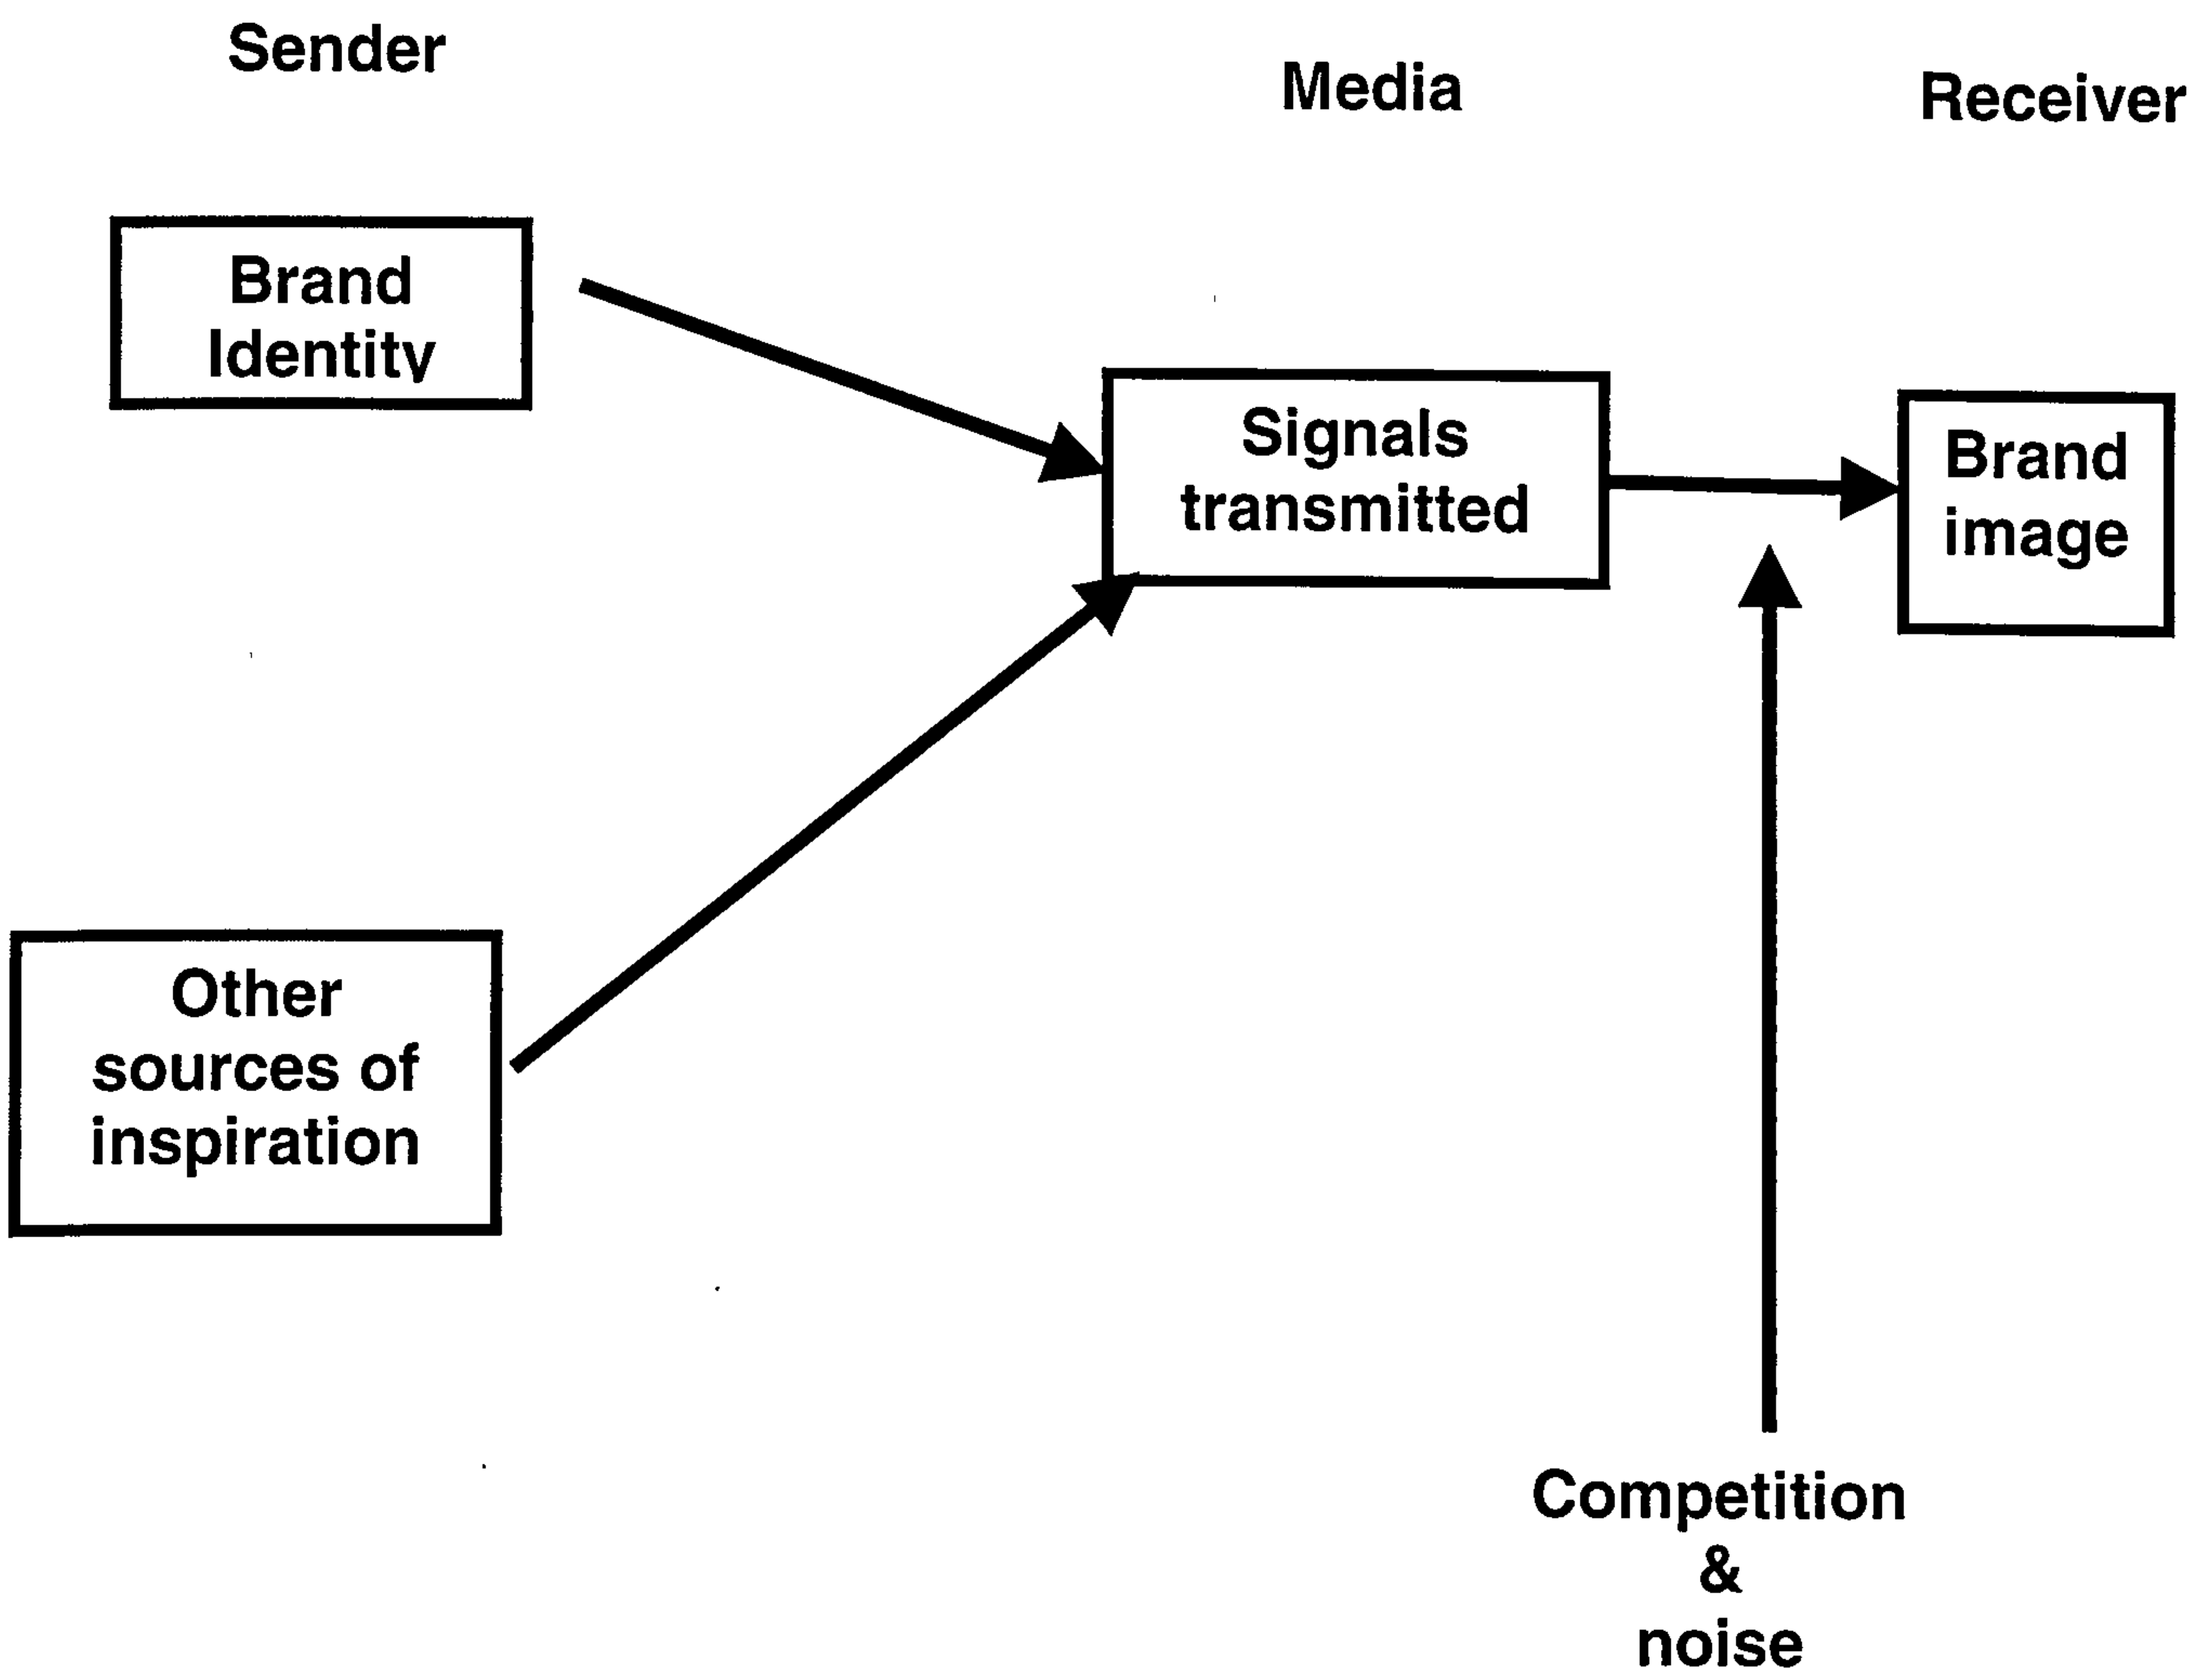 Sender
Media
Receiver
Brand
Identity
Signals
transmitted
Brand
image
Other
sources of
inspiration
Competition
&
noise